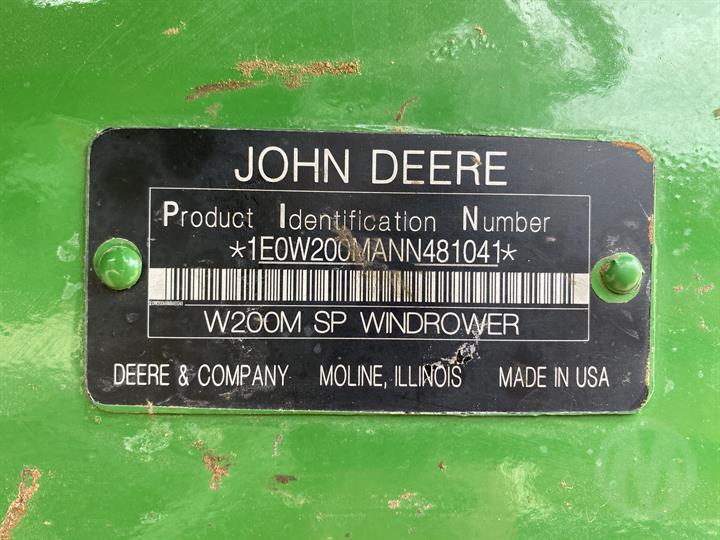 JOHN DEERE
Product Identification Number
*1E0W200MANN481041*
W200M SP WINDROWER
DEERE & COMPANY MOLINE, ILLINOIS MADE IN USA